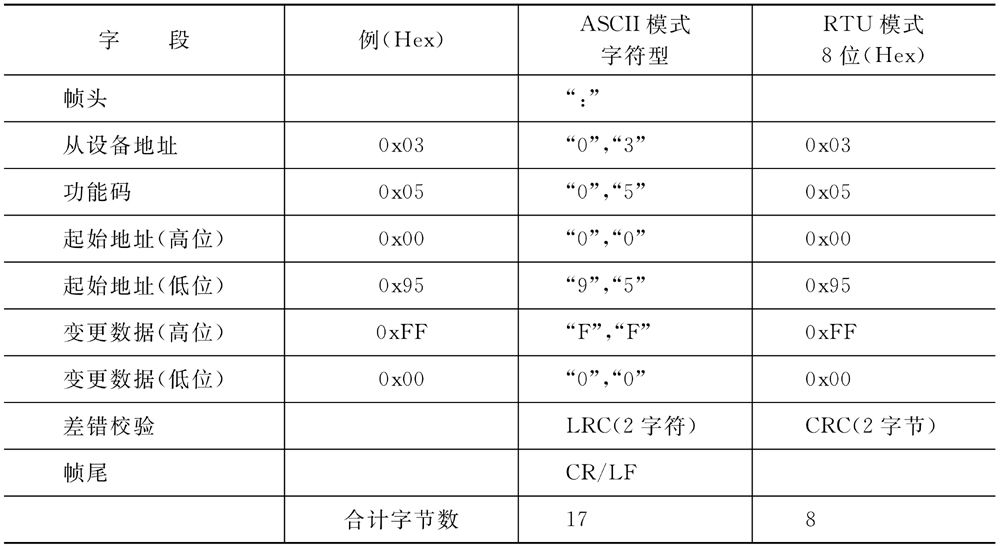 字 段 例(Hex) ASCII 模式 字符型 RTU 模式 8 位(Hex)
帧头 “:”
从设备地址 0x03 “0”,“3” 0x03
功能码 0x05 “0”,“5” 0x05
起始地址(高位) 0x00 “0”,“0” 0x00
起始地址(低位) 0x95 “9”,“5” 0x95
变更数据(高位) 0xFF “F”,“F” 0xFF
变更数据(低位) 0x00 “0”,“0” 0x00
差错校验 LRC(2 字符) CRC(2 字节)
帧尾 CR/LF
合计字节数 17 8